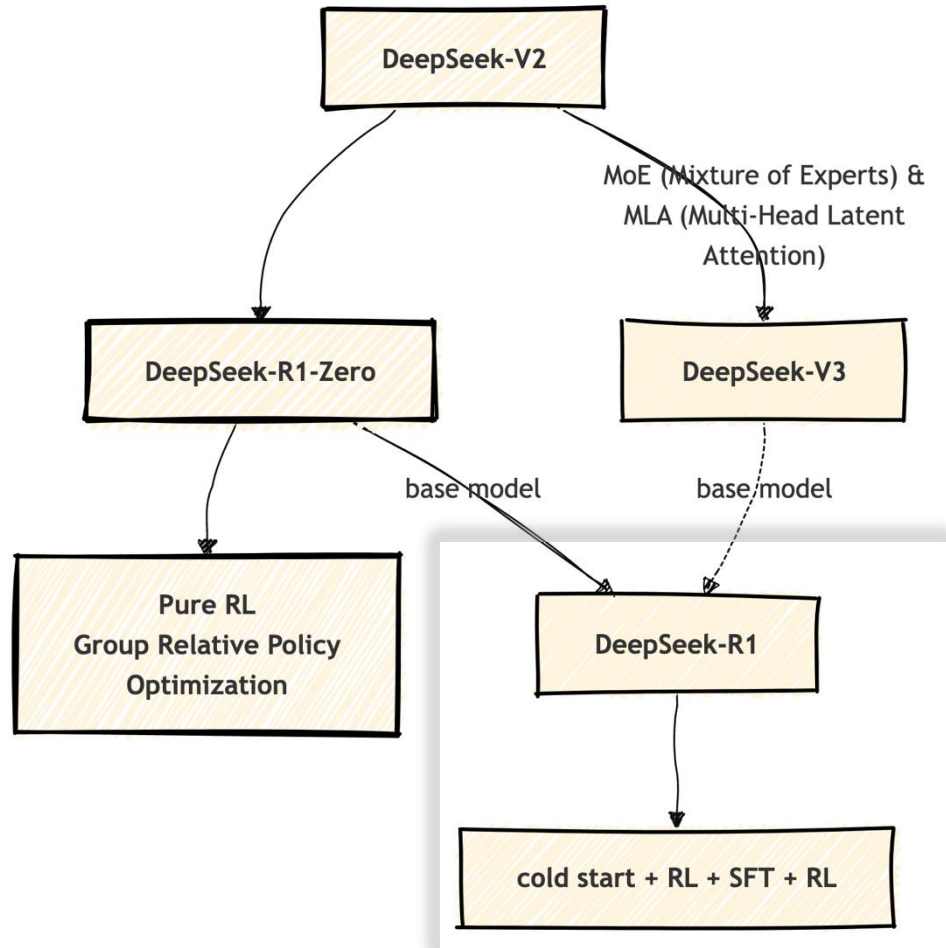 DeepSeek-V2
MoE (Mixture of Experts) &
MLA (Multi-Head Latent
Attention)
DeepSeek-R1-Zero
DeepSeek-V3
base model
base model
Pure RL
Group Relative Policy
Optimization
DeepSeek-R1
cold start + RL + SFT + RL